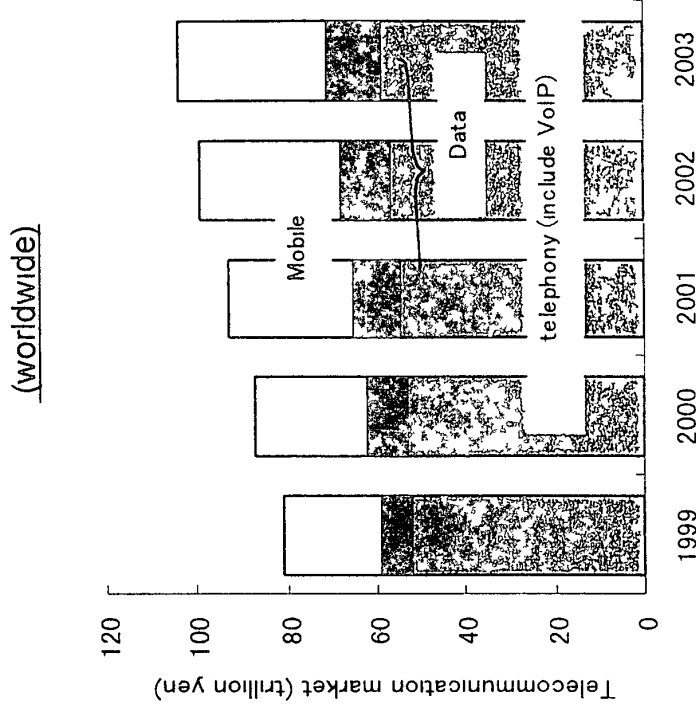 (worldwide)
Telecommunication market (trillion yen)
120
100
80
60
40
20
0
Mobile
Data
telephony (include VoIP)
1999
2000
2001
2002
2003